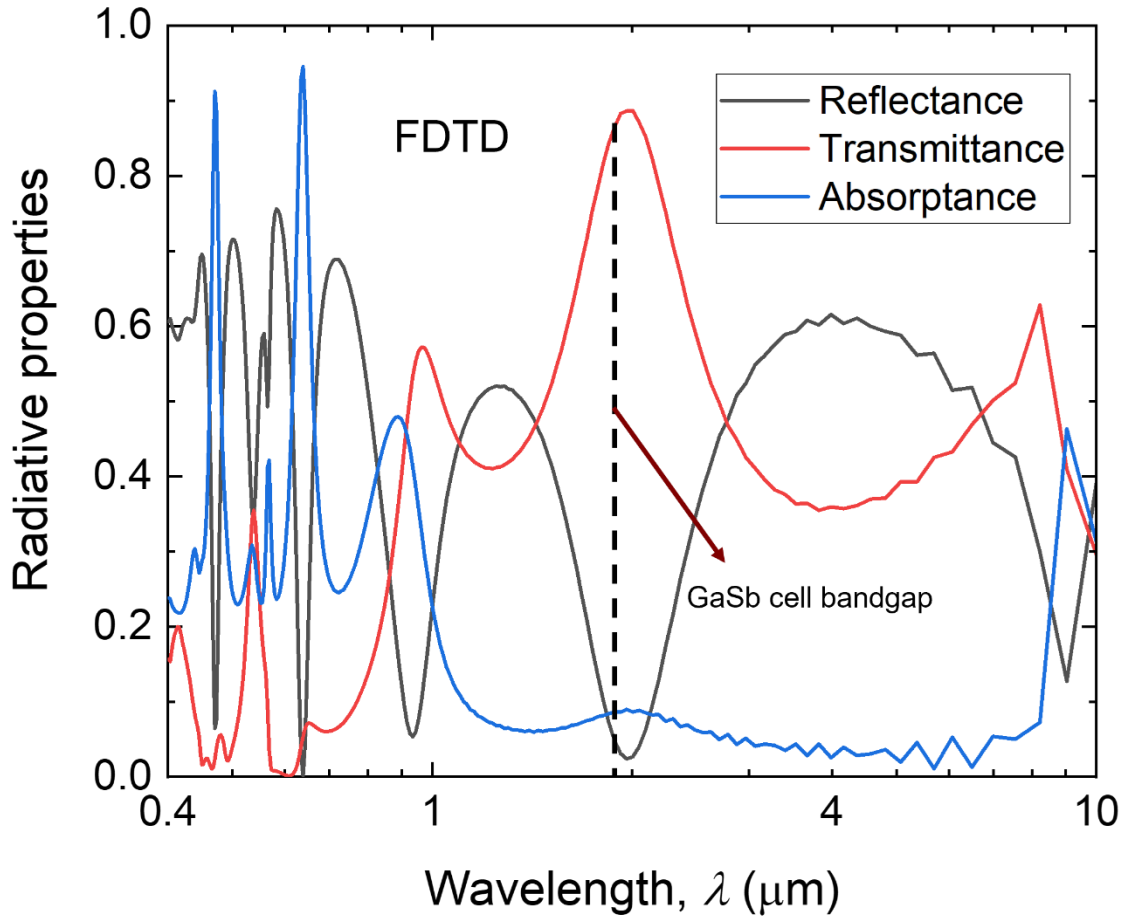 1.0
0.8
0.6
0.4
0.2
0.0
Radiative properties
FDTD
Reflectance
Transmittance
Absorptance
GaSb cell bandgap
0.4 1 4 10
Wavelength, λ (μm)